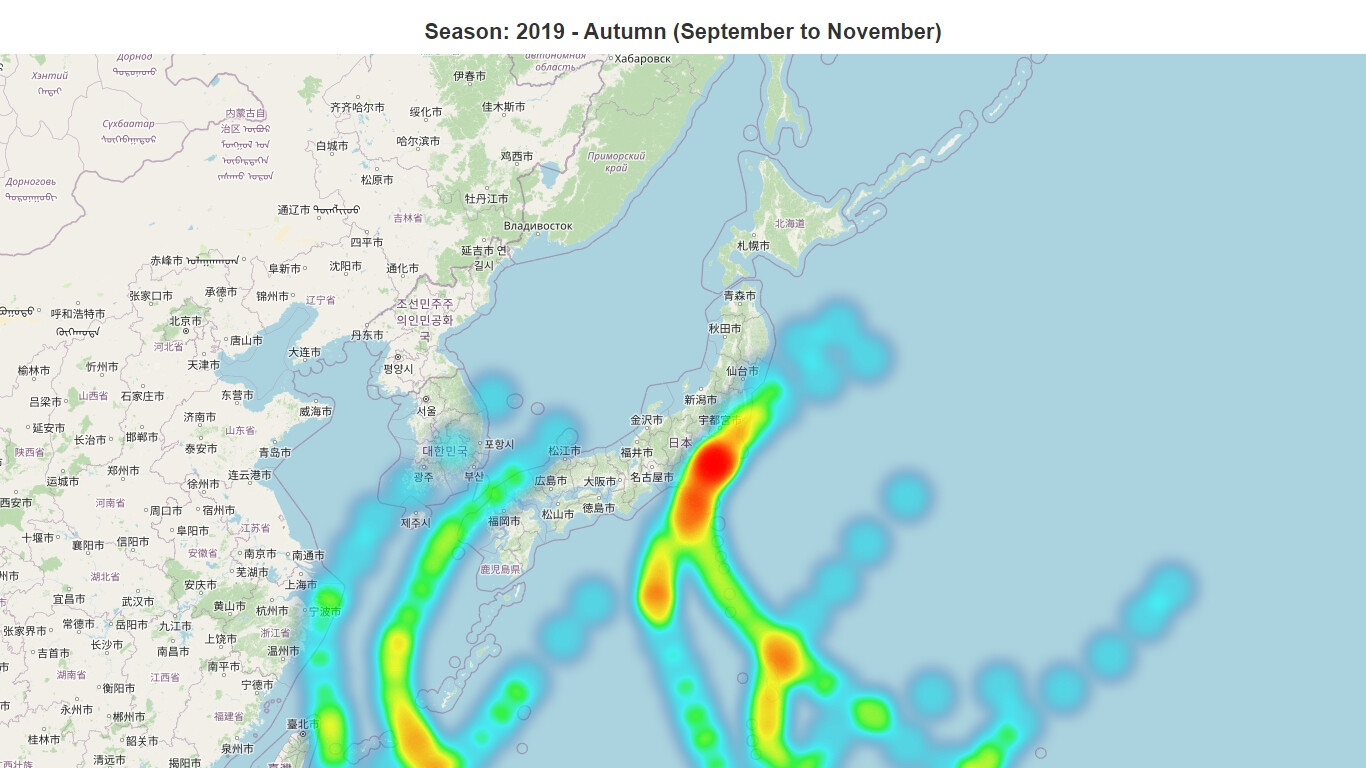 Season: 2019 - Autumn (September to November)
Дорнод
автономная
область
Хабаровск
Хэнтий
伊春市
齐齐哈尔市
绥化市
佳木斯市
内蒙古自
治区
Сүхбаатар
哈尔滨市
白城市
鸡西市
Приморский
край
松原市
Дорноговь
牡丹江市
通辽市
吉林省
Владивосток
北海道
四平市
札幌市
延吉市 연
길시
赤峰市
阜新市
沈阳市
通化市
张家口市
承德市
锦州市
辽宁省
青森市
조선민주주
의인민공화
국
呼和浩特市
北京市
秋田市
唐山市
丹东市
河北省
大连市
天津市
평양시
榆林市
忻州市
仙台市
吕梁市
山西省
石家庄市
东营市
新潟市
서울
威海市
济南市
金沢市
宇都宮市
延安市
长治市
邯郸市
山东省
日本
포항시
陕西省
泰安市
青岛市
대한민국
松江市
福井市
运城市
郑州市
徐州市
连云港市
광주
부산
広島市
大阪市
名古屋市
西安市
河南省
周口市
宿州市
松山市
徳島市
제주시
福岡市
十堰市
襄阳市
信阳市
阜阳市
江苏省
安徽省
南京市
南通市
鹿児島県
州市
湖北省
芜湖市
安庆市
上海市
宜昌市
武汉市
黄山市
杭州市
宁波市
张家界市
常德市
岳阳市
九江市
浙江省
上饶市
吉首市
长沙市
南昌市
温州市
湖南省
江西省
南平市
宁德市
衡阳市
永州市
郴州市
福建省
臺北市
桂林市
韶关市
泉州市
清远市
揭阳市